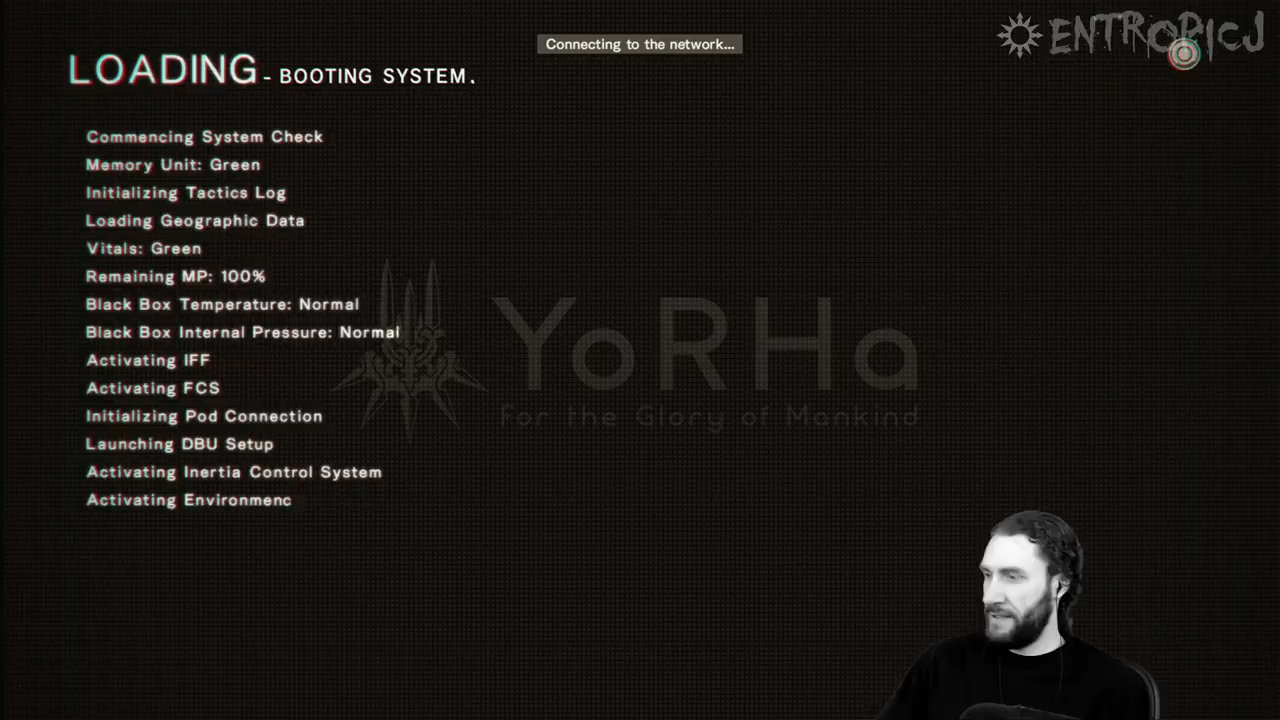 Connecting to the network...
ENTROPICJ
LOADING - BOOTING SYSTEM.
Commencing System Check
Memory Unit: Green
Initializing Tactics Log
Loading Geographic Data
Vitals: Green
Remaining MP: 100%
Black Box Temperature: Normal
Black Box Internal Pressure: Normal
Activating IFF
Activating FCS
Initializing Pod Connection
Launching DBU Setup
Activating Inertia Control System
Activating Environmenc
YoRHa
For the Glory of Mankind